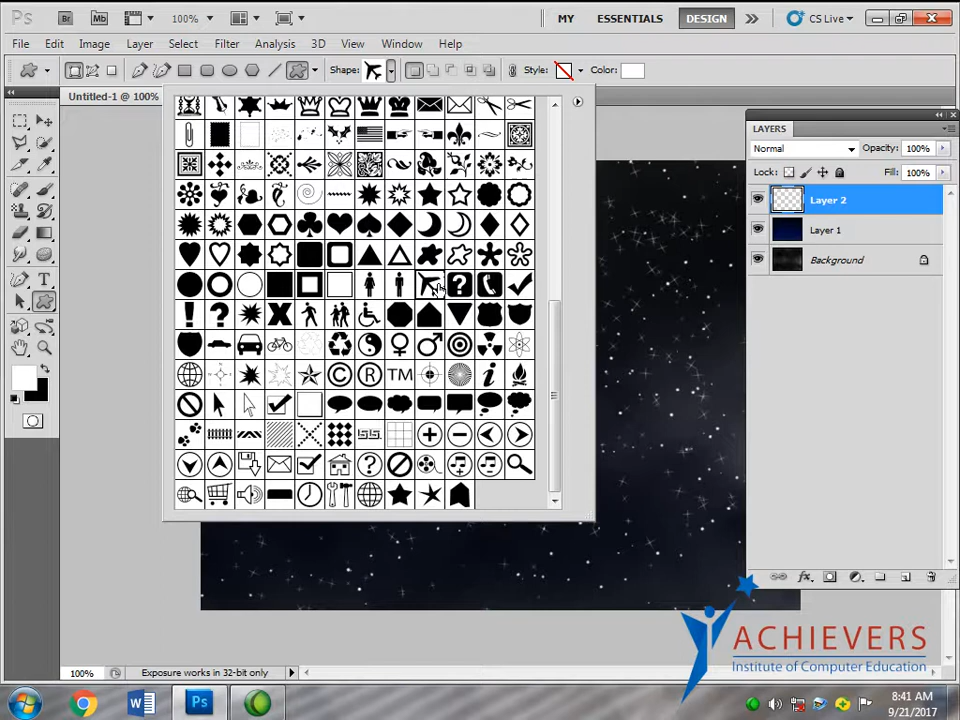 Ps Br Mb 100% MY ESSENTIALS DESIGN CS Live
File Edit Image Layer Select Filter Analysis 3D View Window Help
Shape: Style: Color:
Untitled-1 @ 100%
LAYERS
Normal Opacity: 100%
Lock: Fill: 100%
Layer 2
Layer 1
Background
TM
100% Exposure works in 32-bit only
ACHIEVERS
Institute of Computer Education
W Ps
8:41 AM
9/21/2017